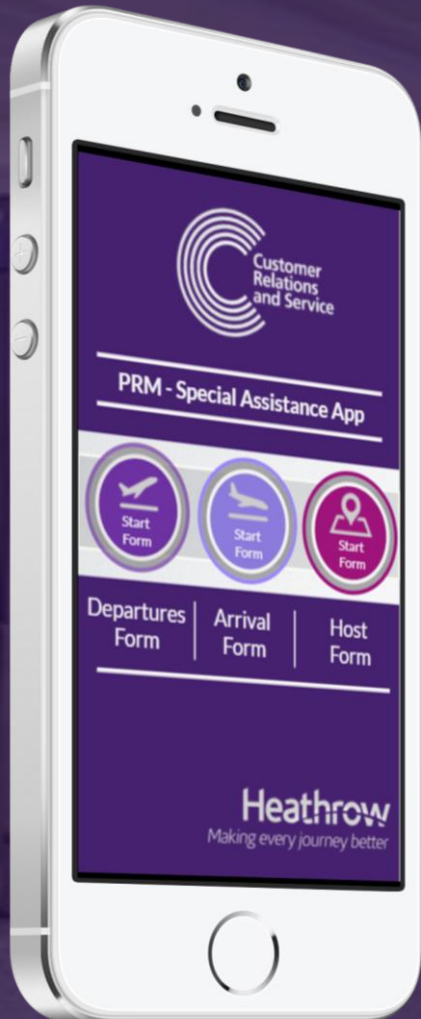 Customer
Relations
and Service
PRM - Special Assistance App
Start
Form
Start
Form
Start
Form
Departures
Form
Arrival
Form
Host
Form
Heathrow
Making every journey better